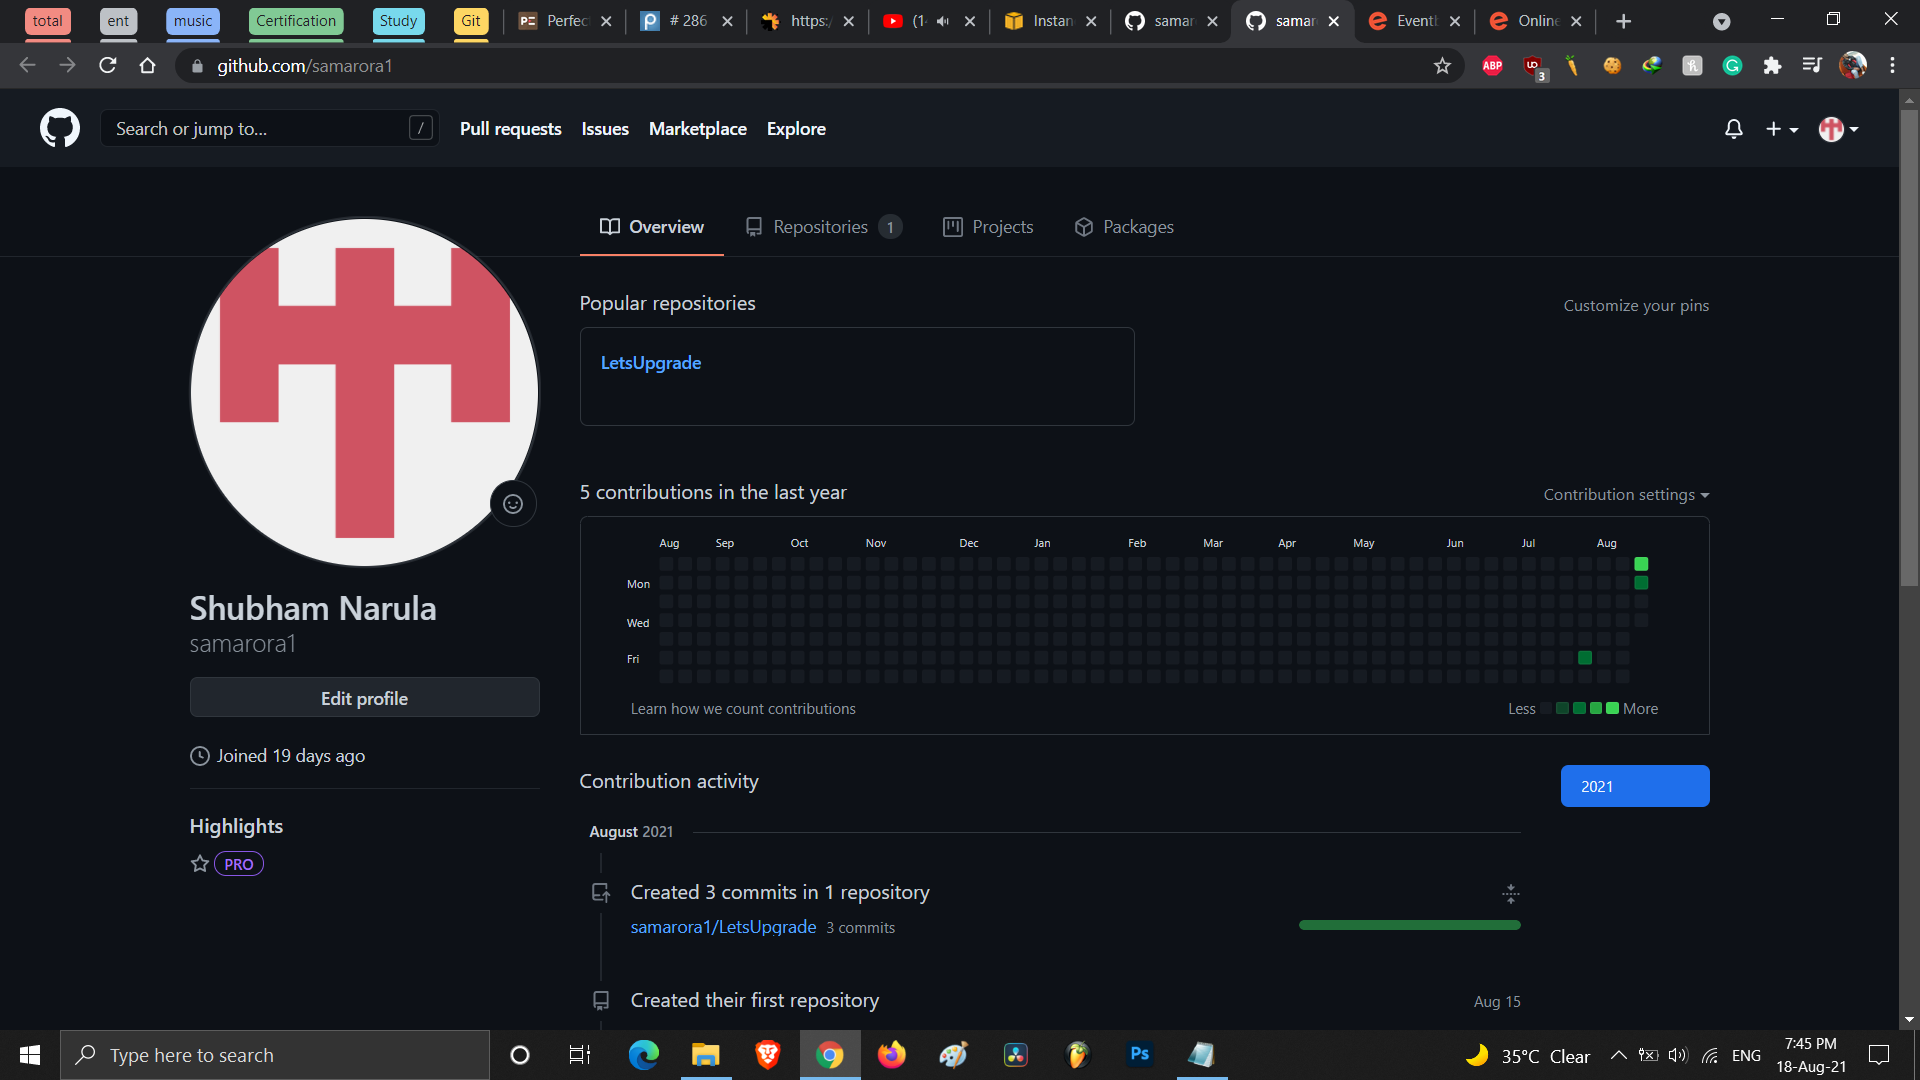 total ent music Certification Study Git Perfec # 286 https: (1 Instan samar samar Event Online
github.com/samarora1
ABP 3
Search or jump to... / Pull requests Issues Marketplace Explore
Overview Repositories 1 Projects Packages
Popular repositories Customize your pins
LetsUpgrade
5 contributions in the last year Contribution settings
Aug Sep Oct Nov Dec Jan Feb Mar Apr May Jun Jul Aug
Mon
Wed
Fri
Learn how we count contributions Less More
Shubham Narula
samarora1
Edit profile
Joined 19 days ago
Highlights
PRO
Contribution activity 2021
August 2021
Created 3 commits in 1 repository
samarora1/LetsUpgrade 3 commits
Created their first repository Aug 15
Type here to search Ps 35°C Clear ENG 7:45 PM
18-Aug-21